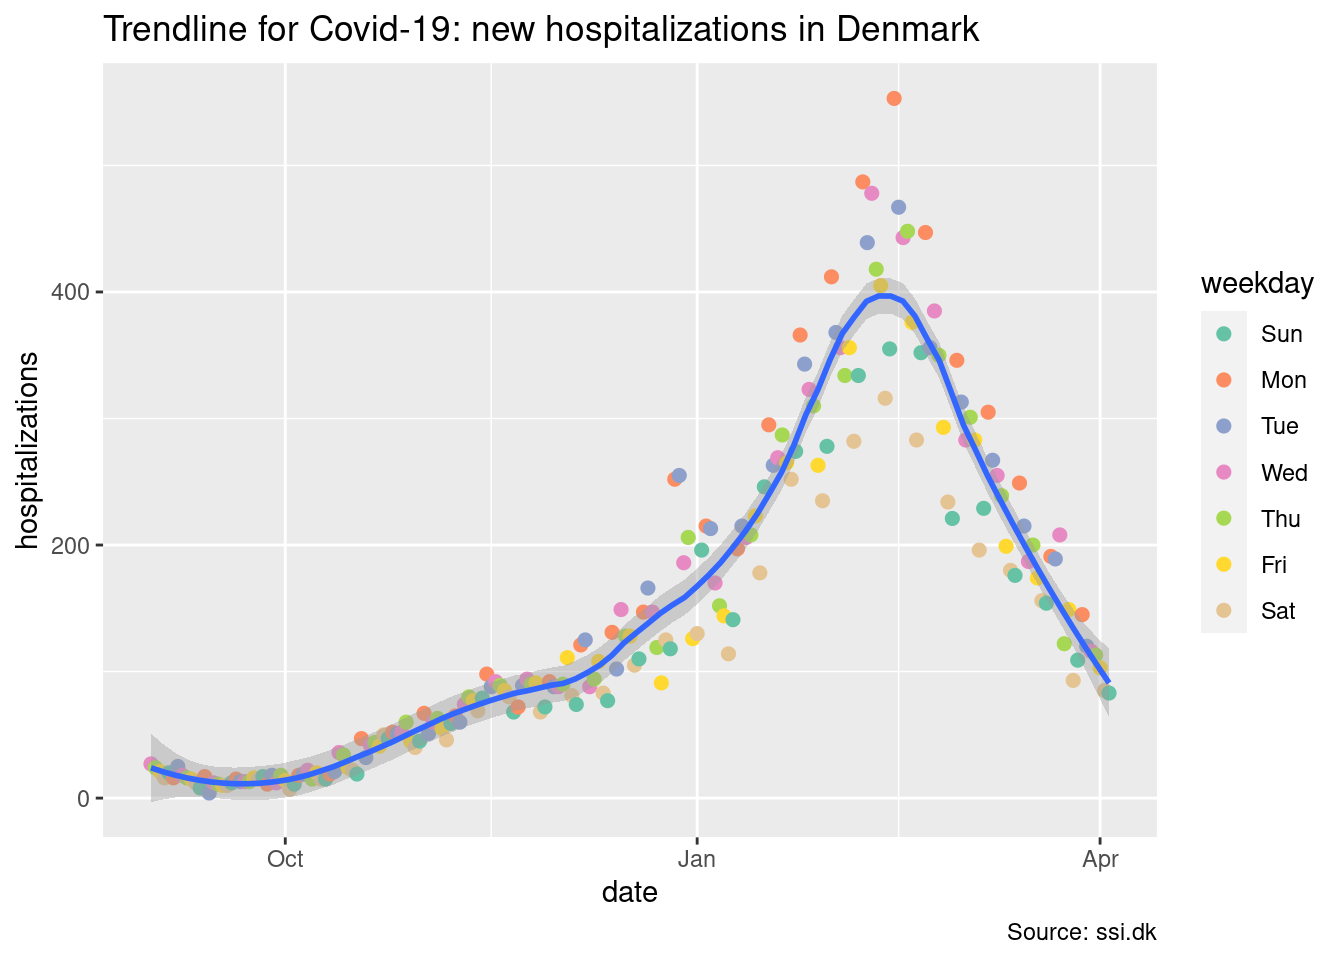 Trendline for Covid-19: new hospitalizations in Denmark
400
200
0
hospitalizations
Oct
Jan
Apr
date
weekday
Sun
Mon
Tue
Wed
Thu
Fri
Sat
Source: ssi.dk